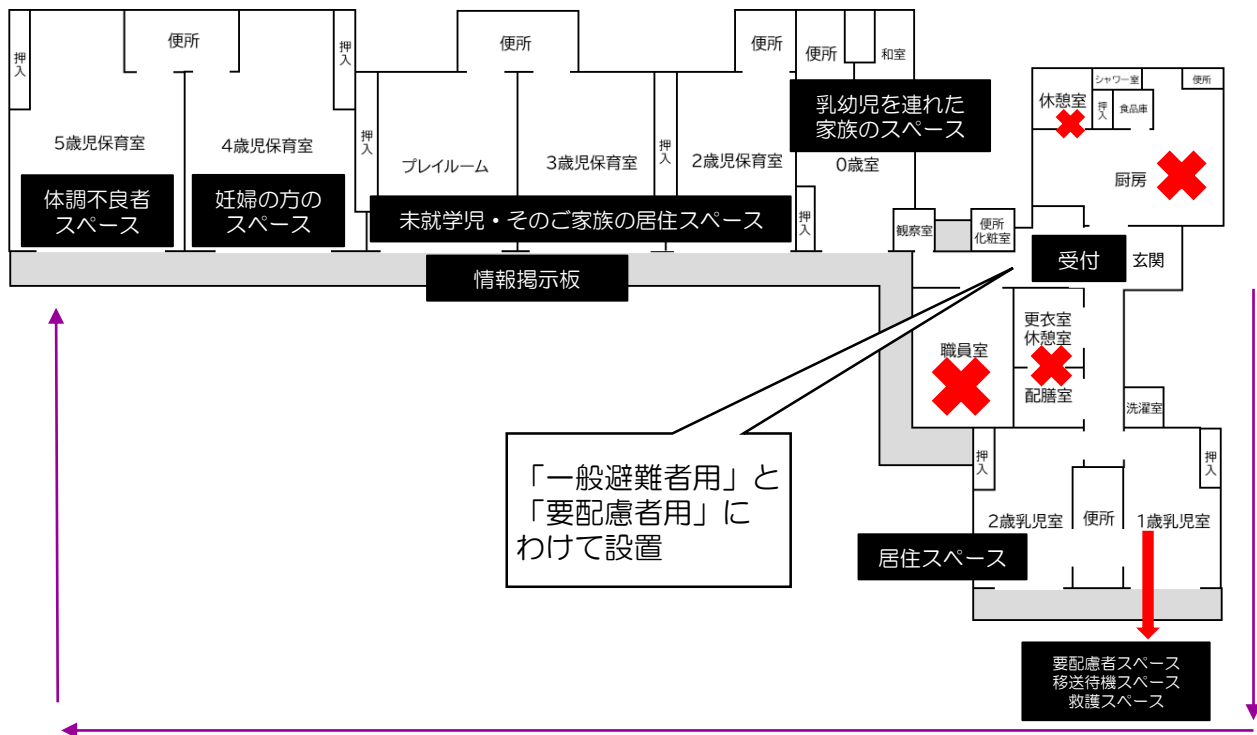 押入
便所
押入
5歳児保育室
4歳児保育室
体調不良者
スペース
妊婦の方の
スペース
押入
便所
プレイルーム
3歳児保育室
押入
便所
2歳児保育室
押入
未就学児・そのご家族の居住スペース
便所
和室
乳幼児を連れた
家族のスペース
0歳室
情報掲示板
観察室
便所
化粧室
休憩室
シャワー室
便所
押入
食品庫
厨房
受付
玄関
職員室
更衣室
休憩室
配膳室
洗濯室
「一般避難者用」と
「要配慮者用」に
わけて設置
押入
押入
2歳乳児室
便所
1歳乳児室
居住スペース
要配慮者スペース
移送待機スペース
救護スペース